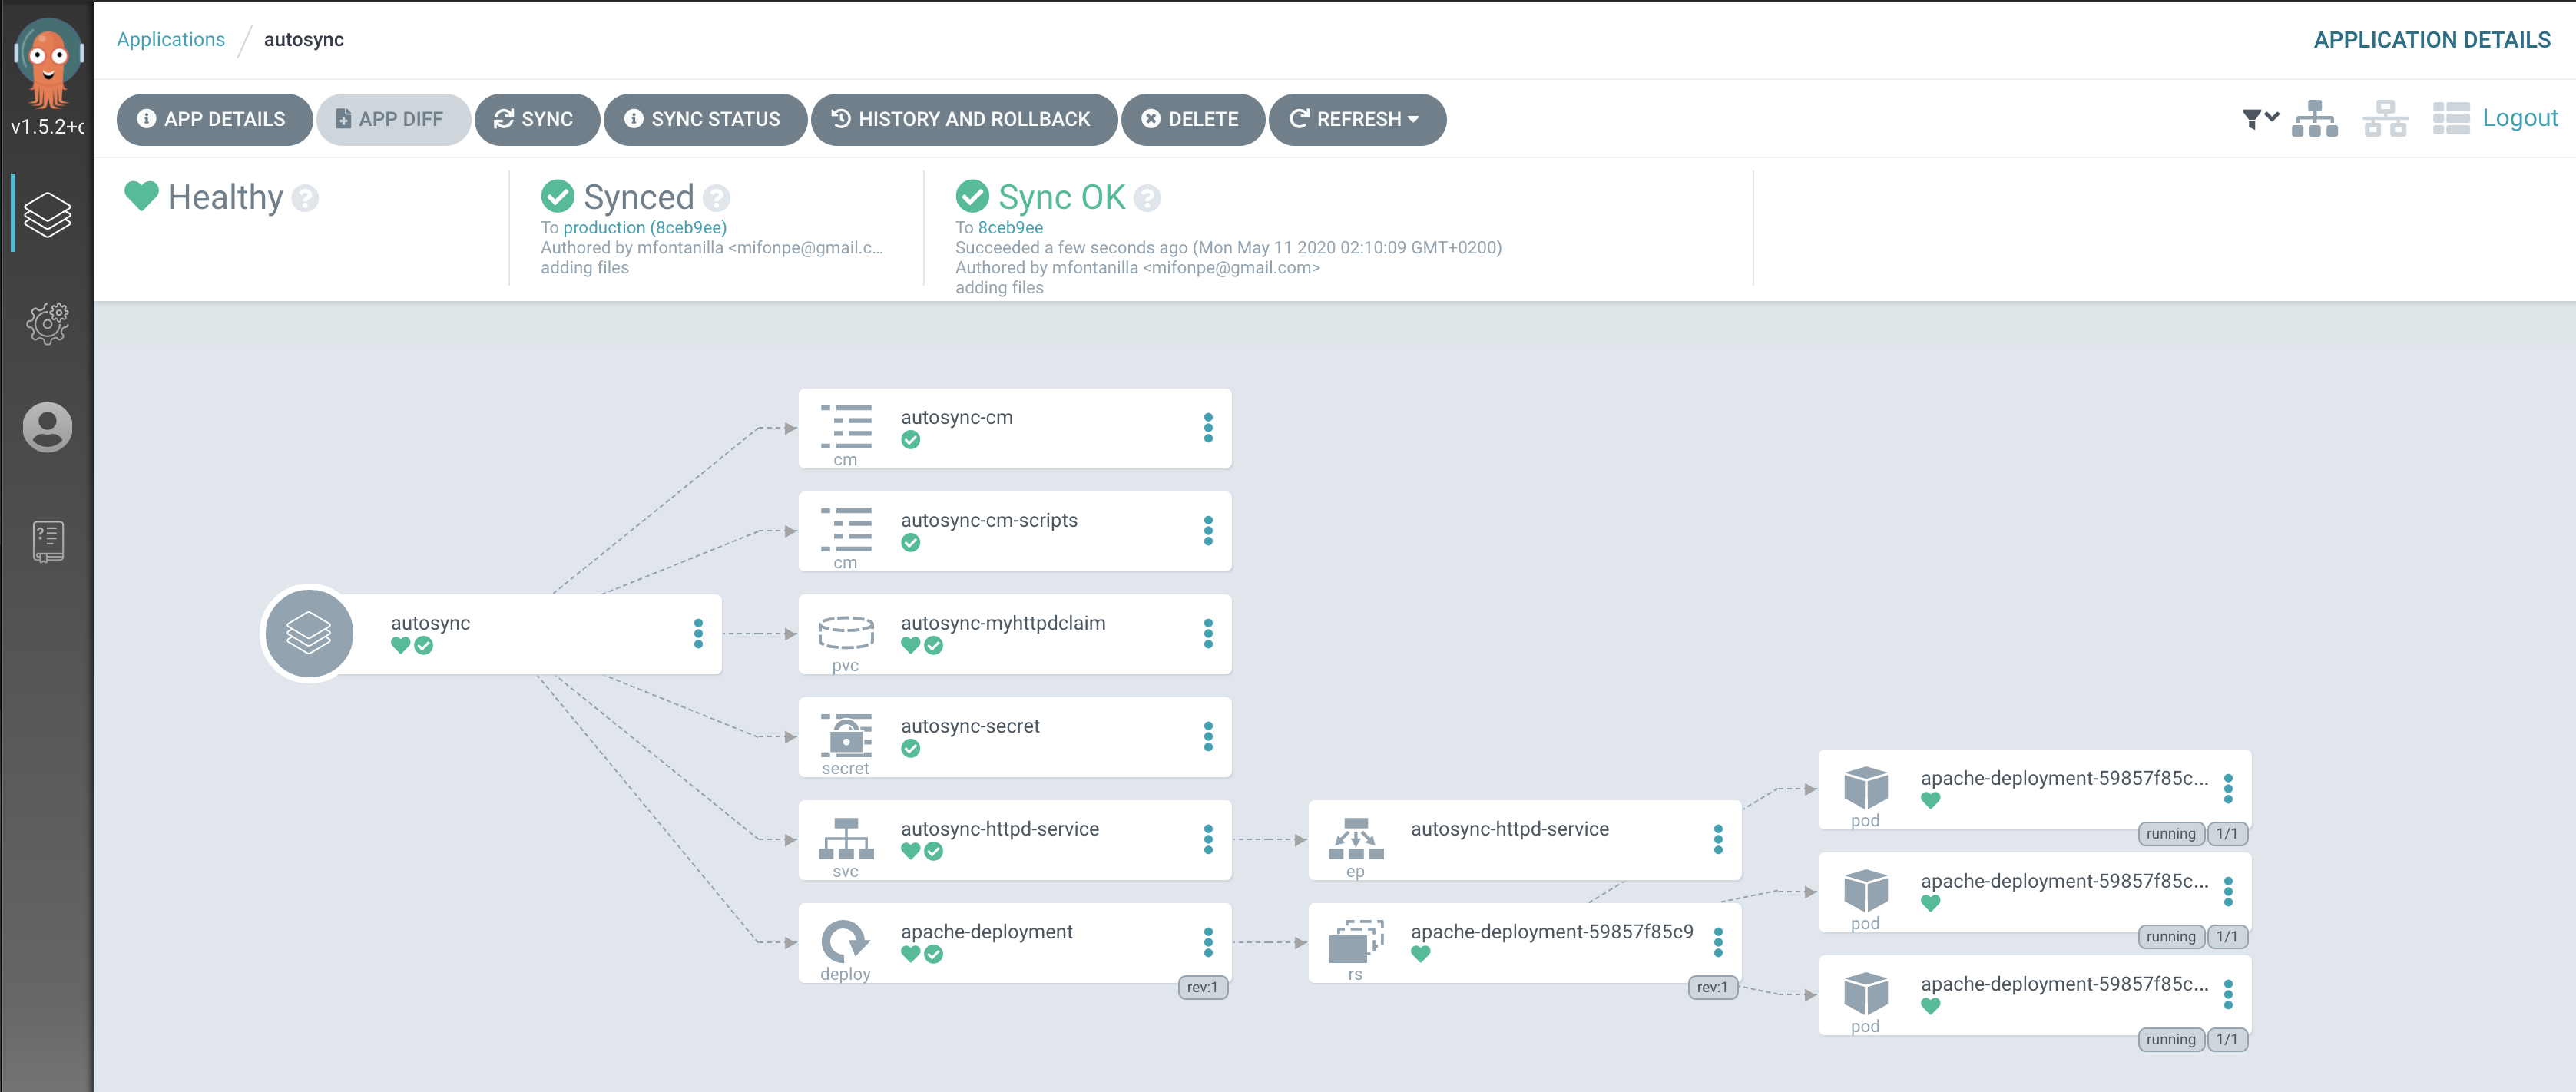 Applications / autosync
APPLICATION DETAILS
v1.5.2+c
APP DETAILS
APP DIFF
SYNC
SYNC STATUS
HISTORY AND ROLLBACK
DELETE
REFRESH
Logout
Healthy
Synced
To production (8ceb9ee)
Authored by mfontanilla <mifonpe@gmail.c...
adding files
Sync OK
To 8ceb9ee
Succeeded a few seconds ago (Mon May 11 2020 02:10:09 GMT+0200)
Authored by mfontanilla <mifonpe@gmail.com>
adding files
autosync
autosync-cm
cm
autosync-cm-scripts
cm
autosync-myhttpdclaim
pvc
autosync-secret
secret
autosync-httpd-service
svc
apache-deployment
deploy
rev:1
autosync-httpd-service
ep
apache-deployment-59857f85c9
rs
rev:1
apache-deployment-59857f85c...
pod
running
1/1
apache-deployment-59857f85c...
pod
running
1/1
apache-deployment-59857f85c...
pod
running
1/1